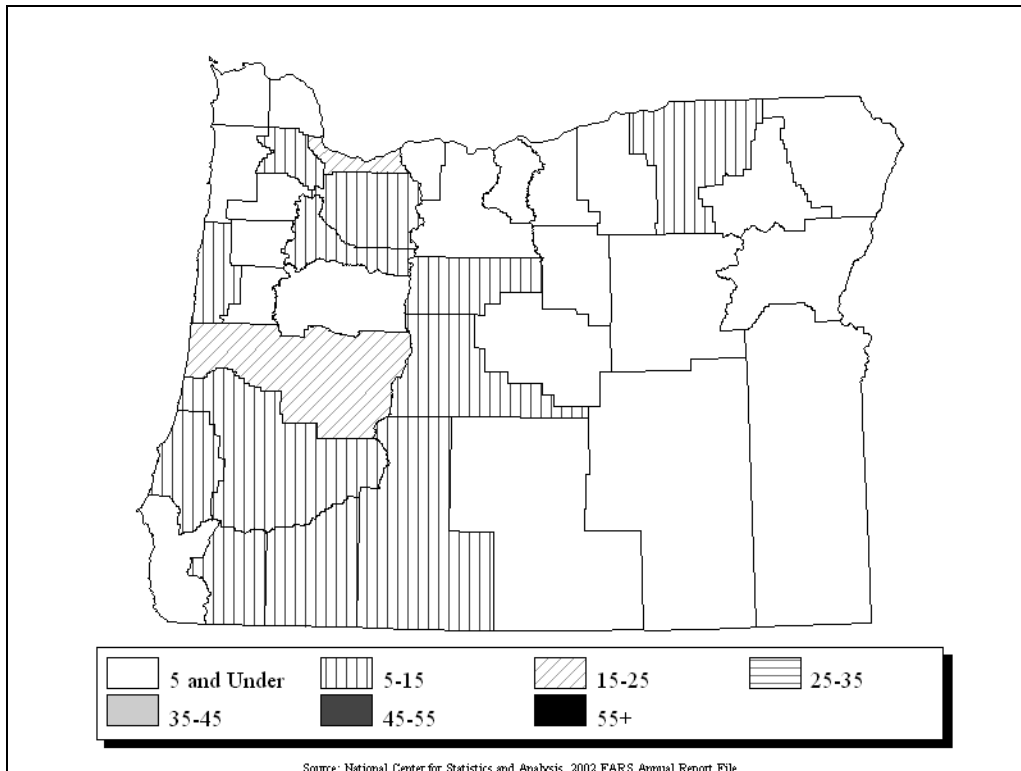 5 and Under 5-15 15-25 25-35
35-45 45-55 55+
Source: National Center for Statistics and Analysis, 2002 FARS Annual Report File